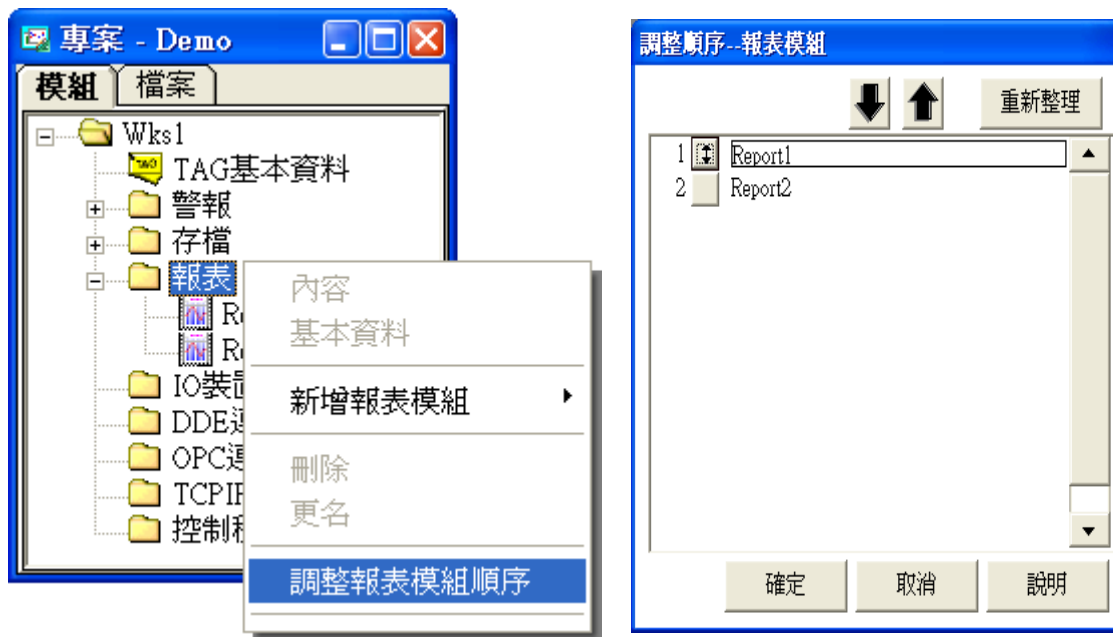 專案 - Demo
模組 檔案
Wks1
TAG基本資料
警報
存檔
報表
IO裝
DDE
OPC
控制
內容
基本資料
新增報表模組
刪除
更名
調整報表模組順序
調整順序--報表模組
重新整理
1 Report1
2 Report2
確定 取消 說明